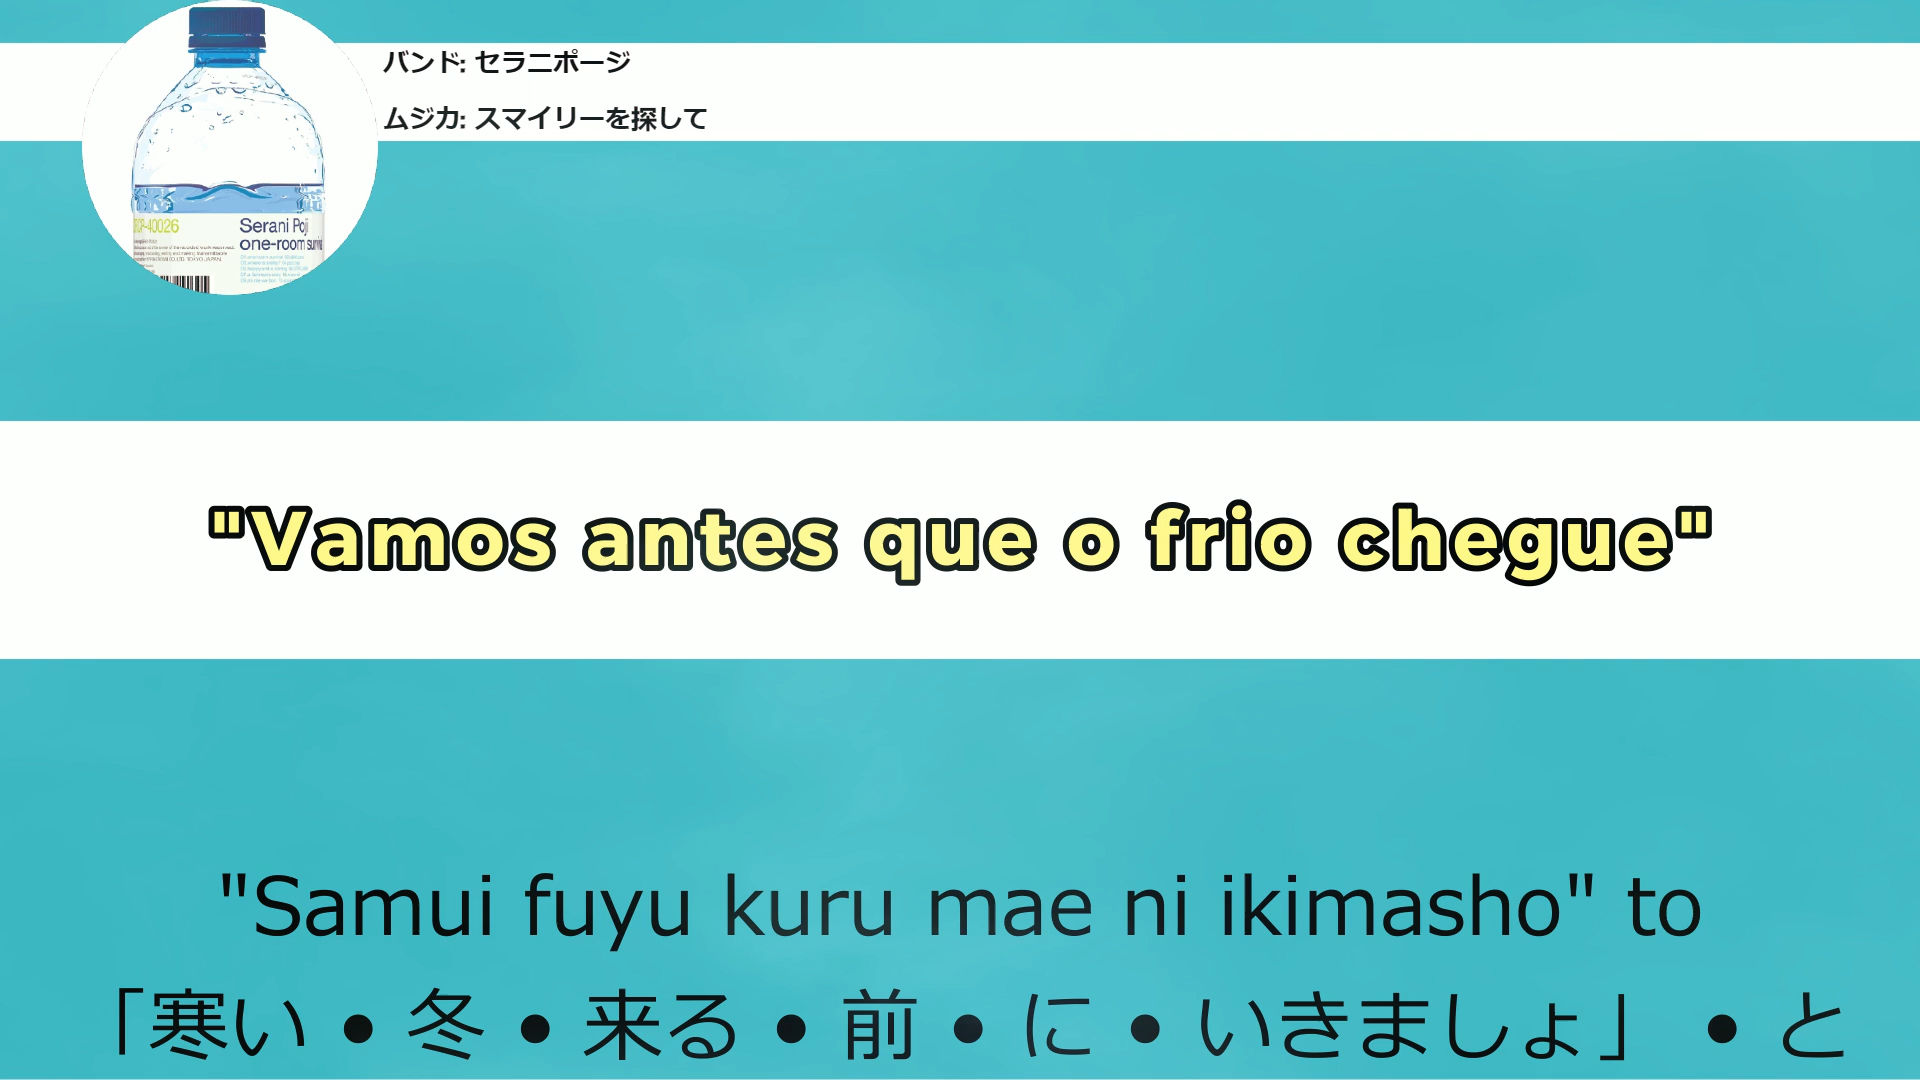 バンド: セラニポージ
ムジカ: スマイリーを探して
Serani Poji
one-room
"Vamos antes que o frio chegue"
"Samui fuyu kuru mae ni ikimasho" to
「寒い • 冬 • 来る • 前 • に • いきましょ」 • と